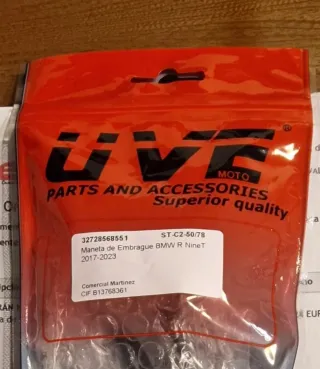 UVE
MOTO
®
PARTS AND ACCESSORIES
Superior quality
32728568551 ST-C2-50/78
Maneta de Embrague BMW R NineT
2017-2023
Comercial Martinez
CIF B13768361